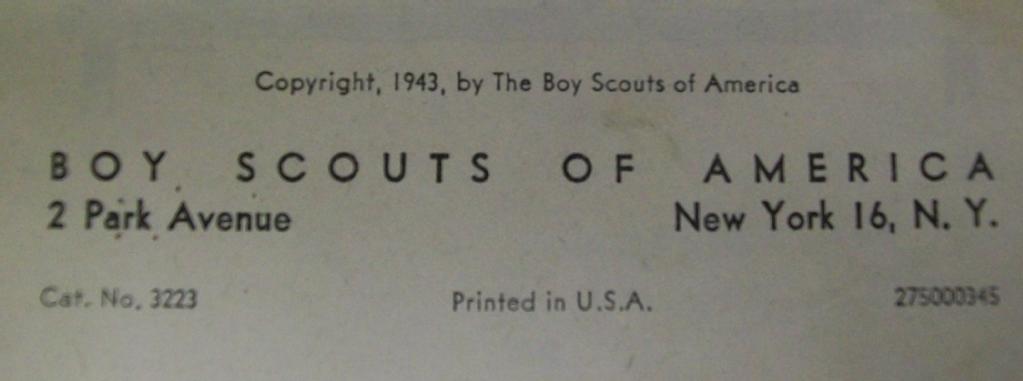 Copyright, 1943, by The Boy Scouts of America
BOY SCOUTS OF AMERICA
2 Park Avenue New York 16, N. Y.
Cat. No. 3223 Printed in U.S.A. 275000345